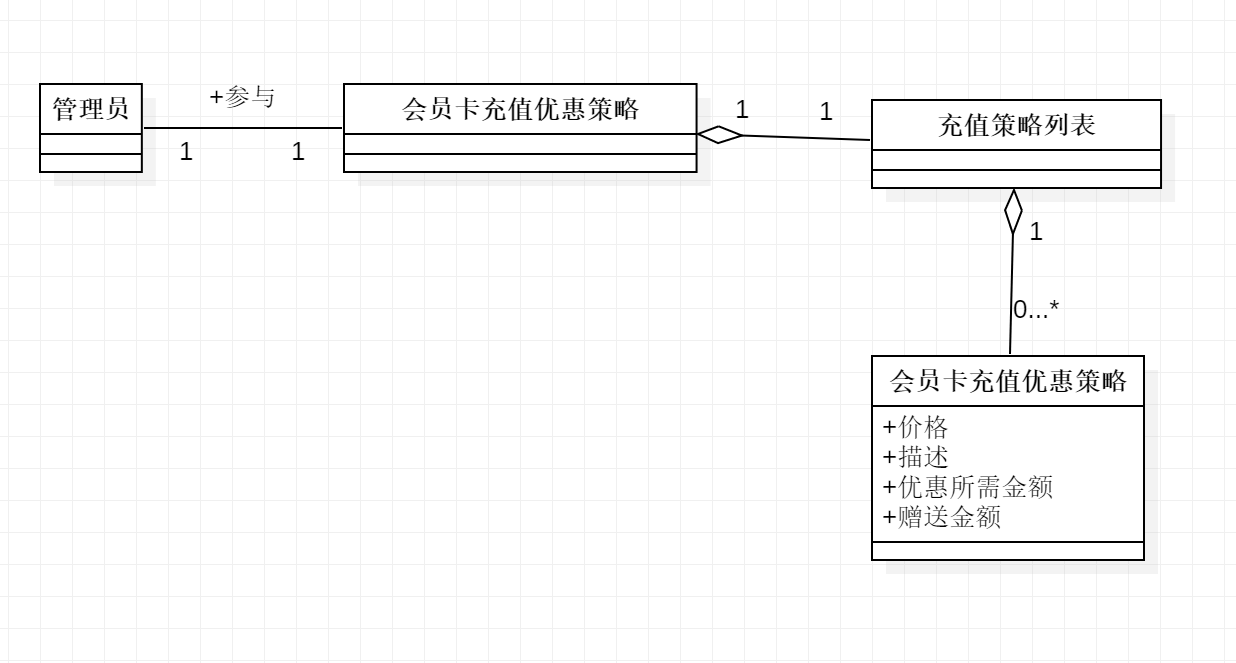 管理员
+参与
1
1
会员卡充值优惠策略
1
1
充值策略列表
1
0...*
会员卡充值优惠策略
+价格
+描述
+优惠所需金额
+赠送金额